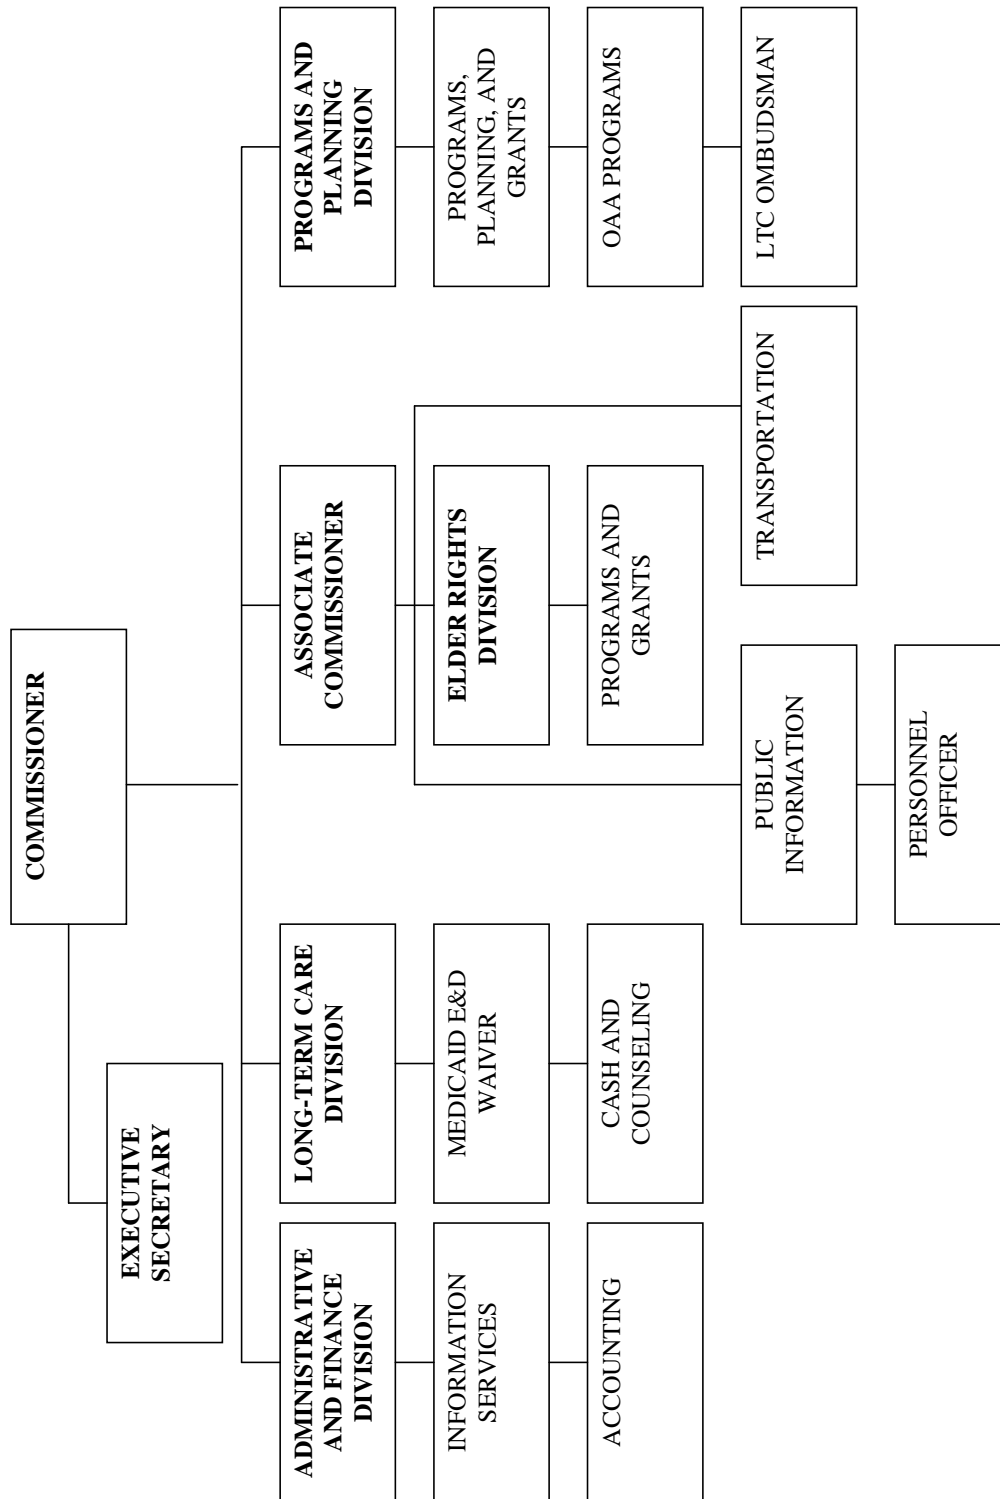 COMMISSIONER
EXECUTIVE
SECRETARY
ADMINISTRATIVE
AND FINANCE
DIVISION
LONG-TERM CARE
DIVISION
ASSOCIATE
COMMISSIONER
PROGRAMS AND
PLANNING
DIVISION
INFORMATION
SERVICES
MEDICAID E&D
WAIVER
ELDER RIGHTS
DIVISION
PROGRAMS,
PLANNING, AND
GRANTS
ACCOUNTING
CASH AND
COUNSELING
PROGRAMS AND
GRANTS
OAA PROGRAMS
PUBLIC
INFORMATION
TRANSPORTATION
LTC OMBUDSMAN
PERSONNEL
OFFICER